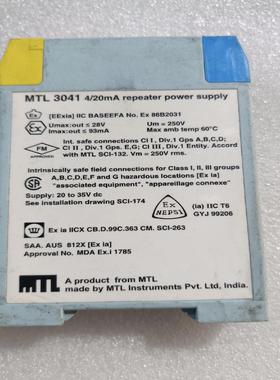 MTL 3041 4/20mA repeater power supply
[EExia] IIC BASEEFA No. Ex 86B2031
Umax:out ≤ 28V Um = 250V
Imax:out ≤ 93mA Max amb temp 60°C
Int. safe connections C I I, Div.1 Gps A,B,C,D;
CI II , Div.1 Gps. E,G; CI III, Div.1 Entity. Accord
with MTL SCI-132. Vm = 250V rms.
FM
APPROVED
Intrinsically safe field connections for Class I, II, III groups
A,B,C,D,E,F and G hazardous locations [Ex ia]
"associated equipment", "appareillage connexe"
Supply: 20 to 35V dc
See installation drawing SCI-174
Ex
NEPSI
(ia) IIC T6
GYJ 99206
Ex ia IICX CB.D.99C.363 CM. SCI-263
SAA. AUS 812X [Ex ia]
Approval No. MDA Ex.i 1785
MTL
A product from MTL
made by MTL Instruments Pvt. Ltd, India.